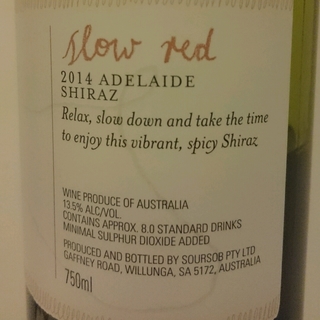 slow red
2014 ADELAIDE
SHIRAZ
Relax, slow down and take the time
to enjoy this vibrant, spicy Shiraz
WINE PRODUCE OF AUSTRALIA
13.5% ALC/VOL.
CONTAINS APPROX. 8.0 STANDARD DRINKS
MINIMAL SULPHUR DIOXIDE ADDED
PRODUCED AND BOTTLED BY SOURSOB PTY LTD
GAFFNEY ROAD, WILLUNGA, SA 5172, AUSTRALIA
750ml